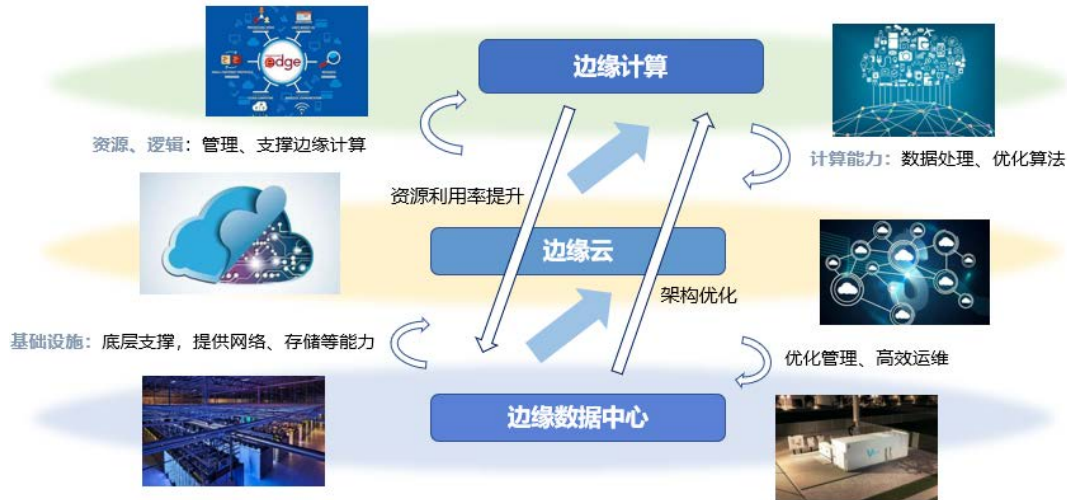 边缘计算
edge
资源、逻辑：管理、支撑边缘计算
计算能力：数据处理、优化算法
资源利用率提升
边缘云
架构优化
基础设施：底层支撑，提供网络、存储等能力
优化管理、高效运维
边缘数据中心